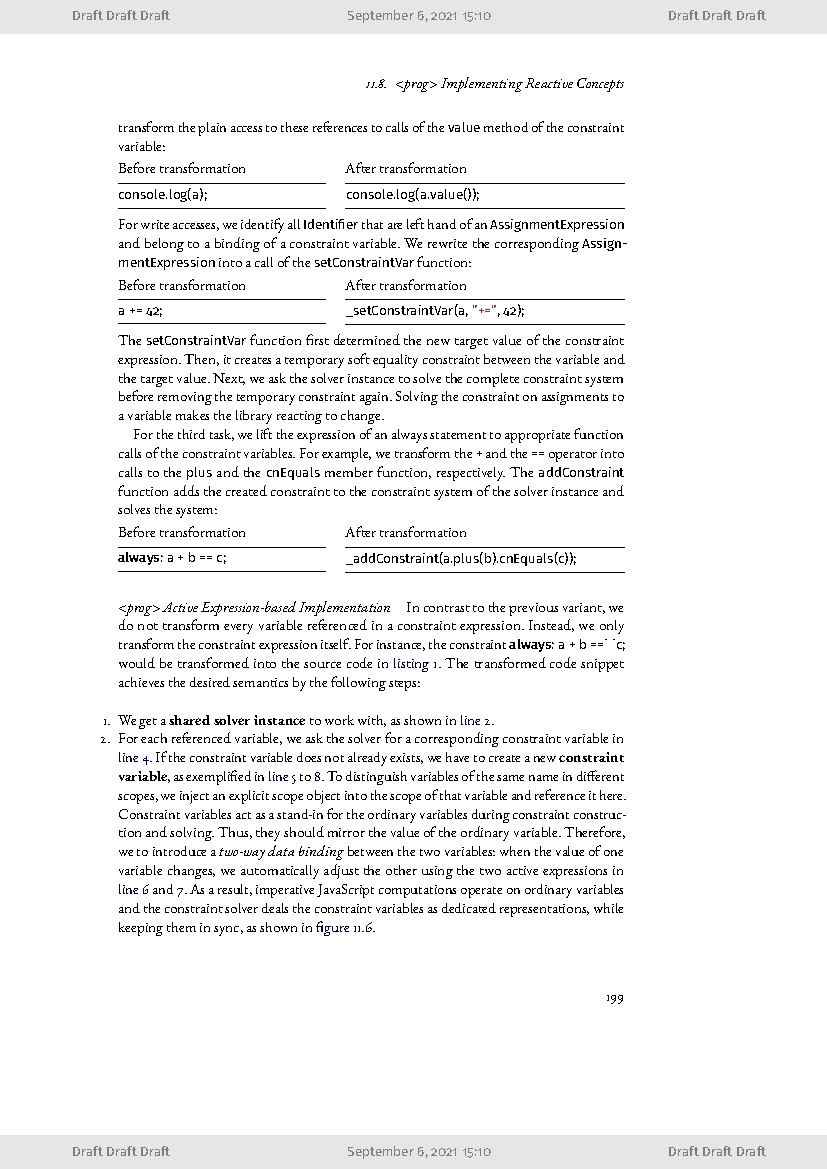 Draft Draft Draft September 6, 2021 15:10 Draft Draft Draft
11.8. <prog> Implementing Reactive Concepts
transform the plain access to these references to calls of the value method of the constraint
variable:
Before transformation After transformation
console.log(a); console.log(a.value());
For write accesses, we identify all Identifier that are left hand of an AssignmentExpression
and belong to a binding of a constraint variable. We rewrite the corresponding Assign-
mentExpression into a call of the setConstraintVar function:
Before transformation After transformation
a += 42; _setConstraintVar(a, "+=", 42);
The setConstraintVar function first determined the new target value of the constraint
expression. Then, it creates a temporary soft equality constraint between the variable and
the target value. Next, we ask the solver instance to solve the complete constraint system
before removing the temporary constraint again. Solving the constraint on assignments to
a variable makes the library reacting to change.
For the third task, we lift the expression of an always statement to appropriate function
calls of the constraint variables. For example, we transform the + and the == operator into
calls to the plus and the cnEquals member function, respectively. The addConstraint
function adds the created constraint to the constraint system of the solver instance and
solves the system:
Before transformation After transformation
always: a + b == c; _addConstraint(a.plus(b).cnEquals(c));
<prog> Active Expression-based Implementation In contrast to the previous variant, we
do not transform every variable referenced in a constraint expression. Instead, we only
transform the constraint expression itself. For instance, the constraint always: a + b ==` `c;
would be transformed into the source code in listing 1. The transformed code snippet
achieves the desired semantics by the following steps:
1. We get a shared solver instance to work with, as shown in line 2.
2. For each referenced variable, we ask the solver for a corresponding constraint variable in
line 4. If the constraint variable does not already exists, we have to create a new constraint
variable, as exemplified in line 5 to 8. To distinguish variables of the same name in different
scopes, we inject an explicit scope object into the scope of that variable and reference it here.
Constraint variables act as a stand-in for the ordinary variables during constraint construc-
tion and solving. Thus, they should mirror the value of the ordinary variable. Therefore,
we to introduce a two-way data binding between the two variables: when the value of one
variable changes, we automatically adjust the other using the two active expressions in
line 6 and 7. As a result, imperative JavaScript computations operate on ordinary variables
and the constraint solver deals the constraint variables as dedicated representations, while
keeping them in sync, as shown in figure 11.6.
199
Draft Draft Draft September 6, 2021 15:10 Draft Draft Draft